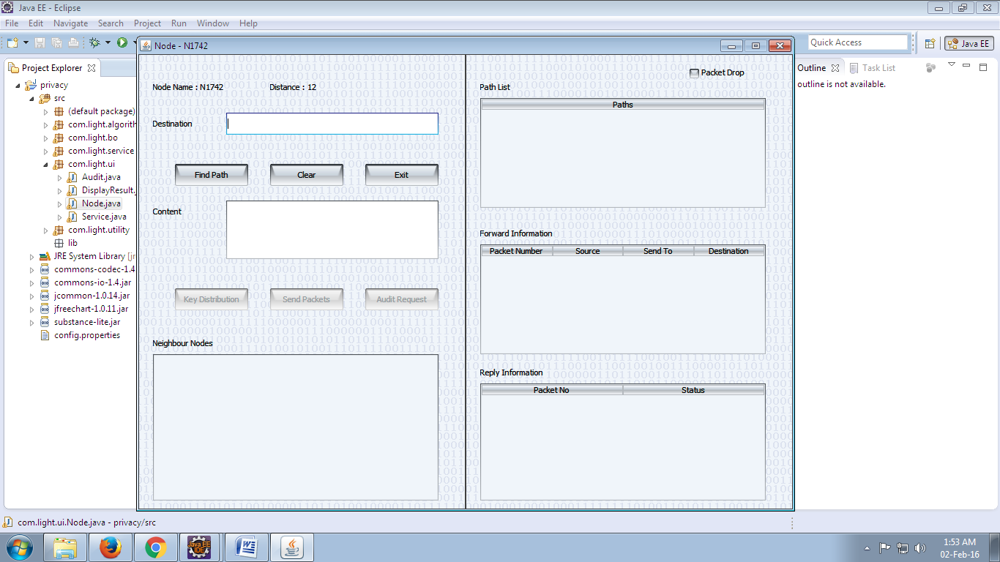 Java EE - Eclipse
File Edit Navigate Search Project Run Window Help
Quick Access
Java EE
Project Explorer
privacy
src
(default package)
com.light.algorith
com.light.bo
com.light.service
com.light.ui
Audit.java
DisplayResult.
Node.java
Service.java
com.light.utility
lib
JRE System Library [jr
commons-codec-1.4
commons-io-1.4.jar
jcommon-1.0.14.jar
jfreechart-1.0.11.jar
substance-lite.jar
config.properties
Node - N1742
Node Name : N1742 Distance : 12
Destination
Find Path Clear Exit
Content
Key Distribution Send Packets Audit Request
Neighbour Nodes
Packet Drop
Path List
Paths
Forward Information
Packet Number Source Send To Destination
Reply Information
Packet No Status
Outline Task List
outline is not available.
com.light.ui.Node.java - privacy/src
Java EE
IDE
1:53 AM
02-Feb-16